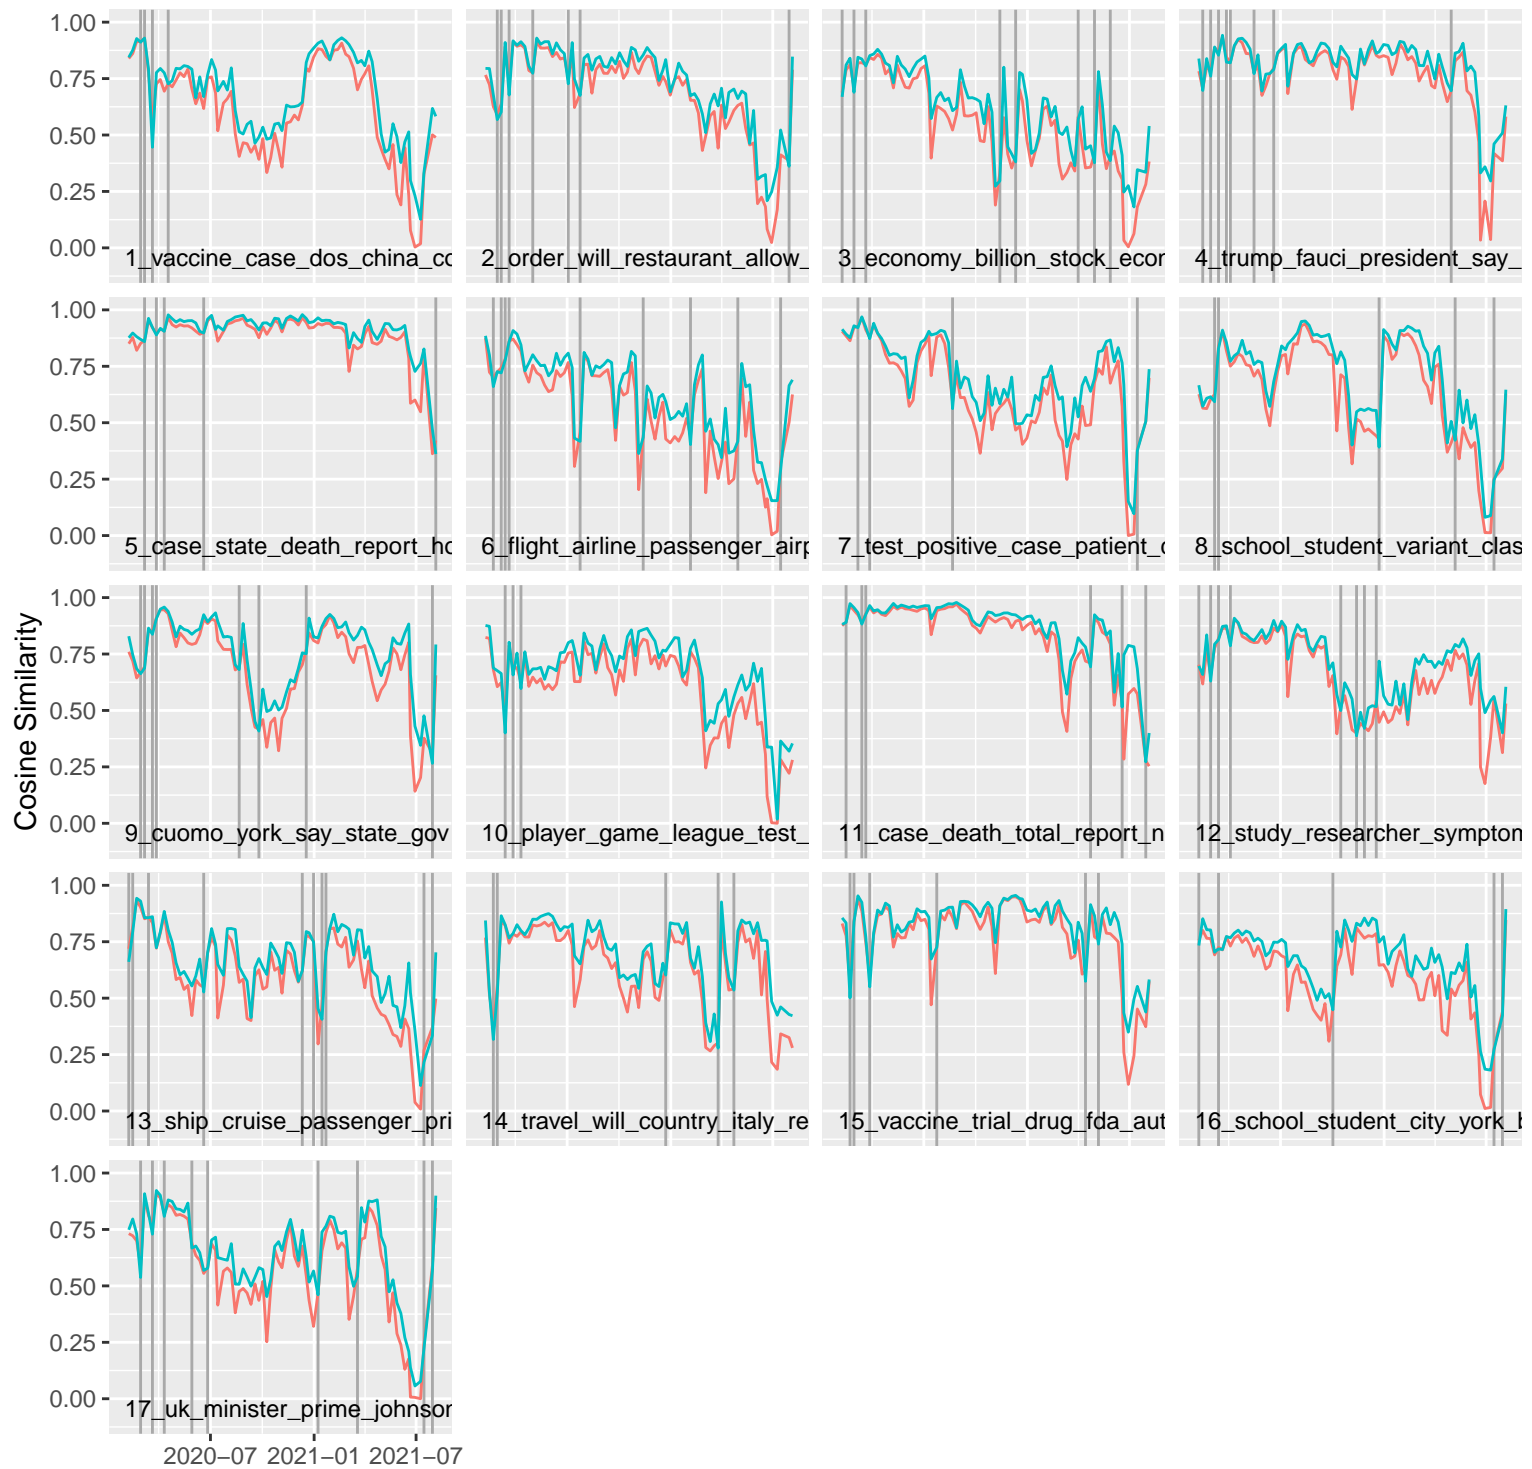 1.00
0.75
0.50
0.25
0.00
1_vaccine_case_dos_china_co
2_order_will_restaurant_allow_
3_economy_billion_stock_econ
4_trump_fauci_president_say_
1.00
0.75
0.50
0.25
0.00
5_case_state_death_report_ho
6_flight_airline_passenger_airp
7_test_positive_case_patient_c
8_school_student_variant_clas
Cosine Similarity
1.00
0.75
0.50
0.25
0.00
9_cuomo_york_say_state_gov
10_player_game_league_test_
11_case_death_total_report_n
12_study_researcher_symptom
1.00
0.75
0.50
0.25
0.00
13_ship_cruise_passenger_pri
14_travel_will_country_italy_re
15_vaccine_trial_drug_fda_aut
16_school_student_city_york_b
1.00
0.75
0.50
0.25
0.00
17_uk_minister_prime_johnson
2020−07 2021−01 2021−07